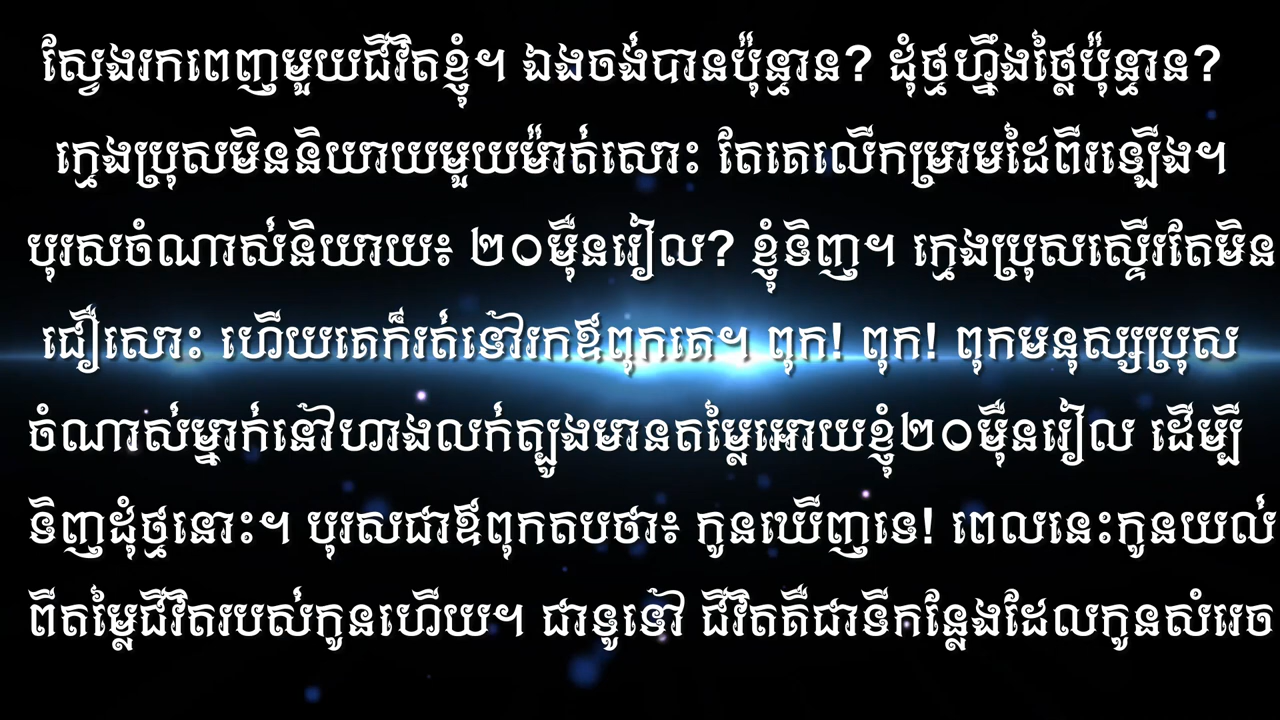 ស្វែងរកពេញមួយជីវិតខ្ញុំ។ ឯងចង់បានប៉ុន្មាន? ដុំថ្មហ្នឹងថ្លៃប៉ុន្មាន?
ក្មេងប្រុសមិននិយាយមួយម៉ាត់សោះ តែគេលើកម្រាមដៃពីរឡើង។
បុរសចំណាស់និយាយ៖ ២០ម៉ឺនរៀល? ខ្ញុំទិញ។ ក្មេងប្រុសស្ទើរតែមិន
ជឿសោះ ហើយគេក៏រត់ទៅរកឪពុកគេ។ ពុក! ពុក! ពុកមនុស្សប្រុស
ចំណាស់ម្នាក់នៅហាងលក់ត្បូងមានតម្លៃអោយខ្ញុំ២០ម៉ឺនរៀល ដើម្បី
ទិញដុំថ្មនោះ។ បុរសជាឪពុកតបថា៖ កូនឃើញទេ! ពេលនេះកូនយល់
ពីតម្លៃជីវិតរបស់កូនហើយ។ ជាទូទៅ ជីវិតគឺជាទីកន្លែងដែលកូនសំរេច